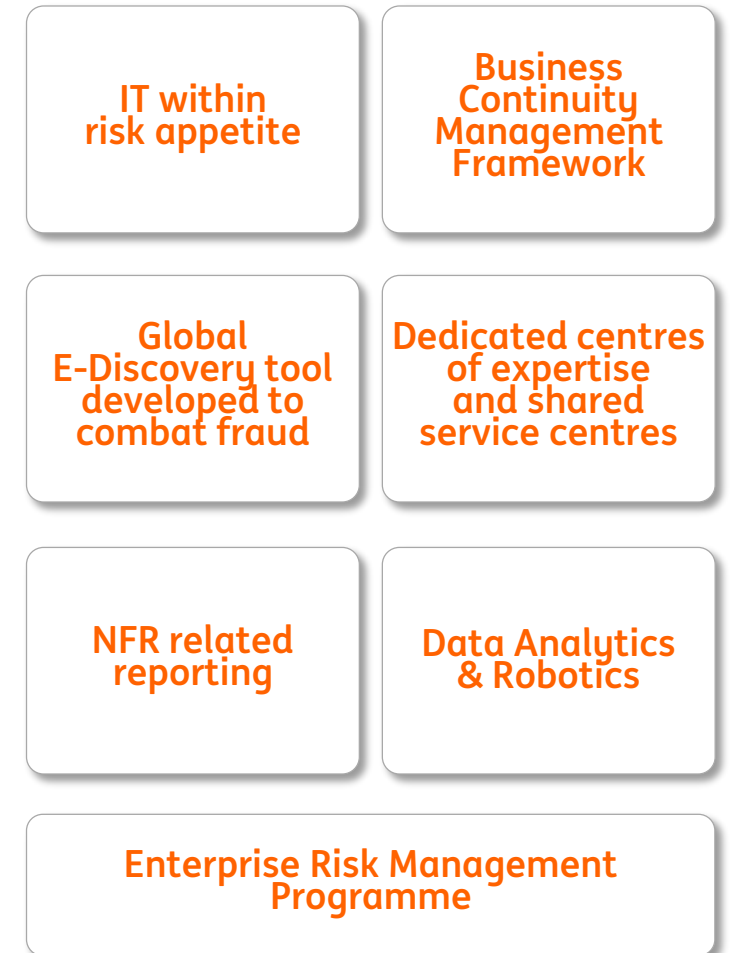 IT within
risk appetite
Business
Continuity
Management
Framework
Global
E-Discovery tool
developed to
combat fraud
Dedicated centres
of expertise
and shared
service centres
NFR related
reporting
Data Analytics
& Robotics
Enterprise Risk Management
Programme